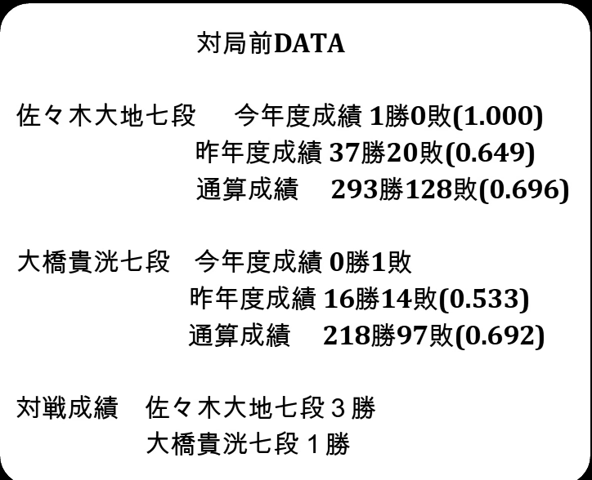 対局前DATA
佐々木大地七段 今年度成績 1勝0敗(1.000)
昨年度成績 37勝20敗(0.649)
通算成績 293勝128敗(0.696)
大橋貴洸七段 今年度成績 0勝1敗
昨年度成績 16勝14敗(0.533)
通算成績 218勝97敗(0.692)
対戦成績 佐々木大地七段3勝
大橋貴洸七段1勝